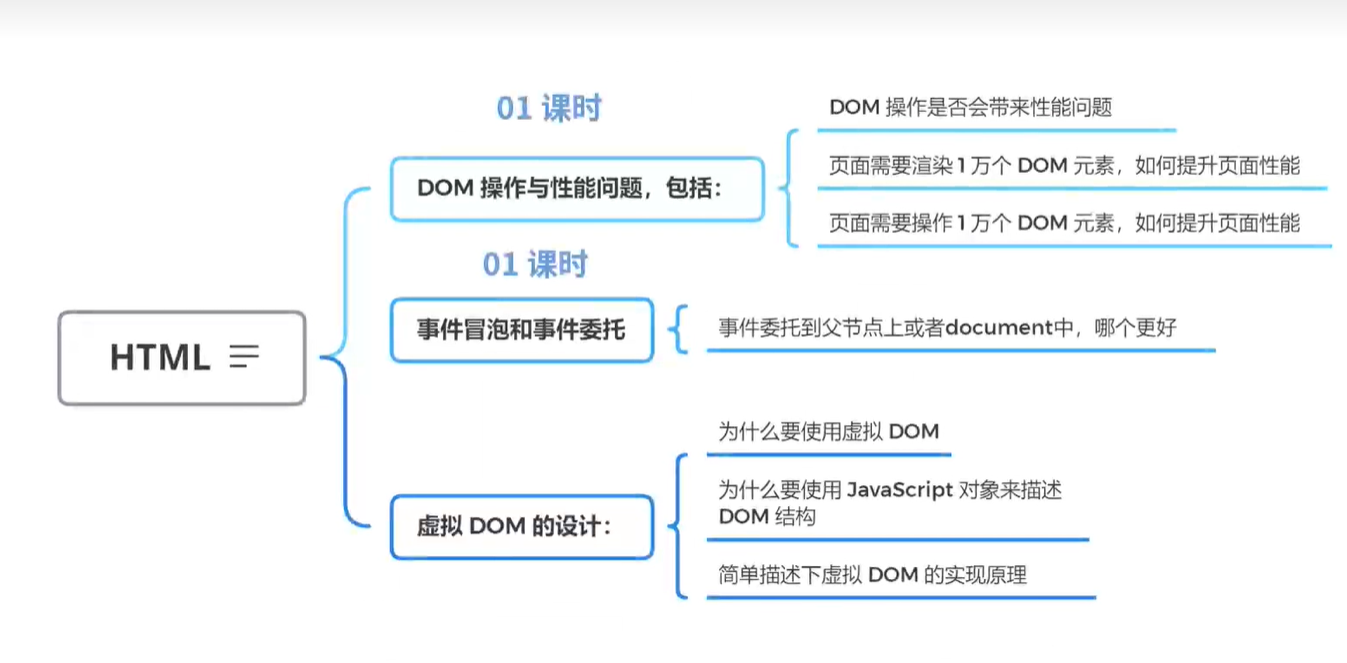 01 课时
DOM 操作与性能问题，包括：
DOM 操作是否会带来性能问题
页面需要渲染 1 万个 DOM 元素，如何提升页面性能
页面需要操作 1 万个 DOM 元素，如何提升页面性能
01 课时
事件冒泡和事件委托
事件委托到父节点上或者document中，哪个更好
HTML
虚拟 DOM 的设计：
为什么要使用虚拟 DOM
为什么要使用 JavaScript 对象来描述
DOM 结构
简单描述下虚拟 DOM 的实现原理